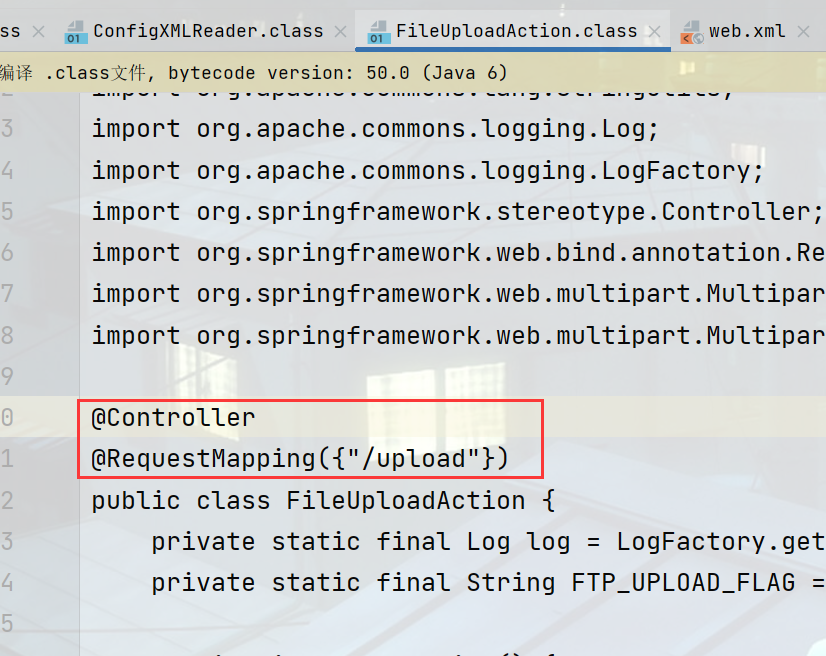 ss ConfigXMLReader.class FileUploadAction.class web.xml
编译 .class文件, bytecode version: 50.0 (Java 6)
3 import org.apache.commons.logging.Log;
4 import org.apache.commons.logging.LogFactory;
5 import org.springframework.stereotype.Controller;
6 import org.springframework.web.bind.annotation.Re
7 import org.springframework.web.multipart.Multipar
8 import org.springframework.web.multipart.Multipar
9
0 @Controller
1 @RequestMapping({"/upload"})
2 public class FileUploadAction {
3 private static final Log log = LogFactory.get
4 private static final String FTP_UPLOAD_FLAG =
5